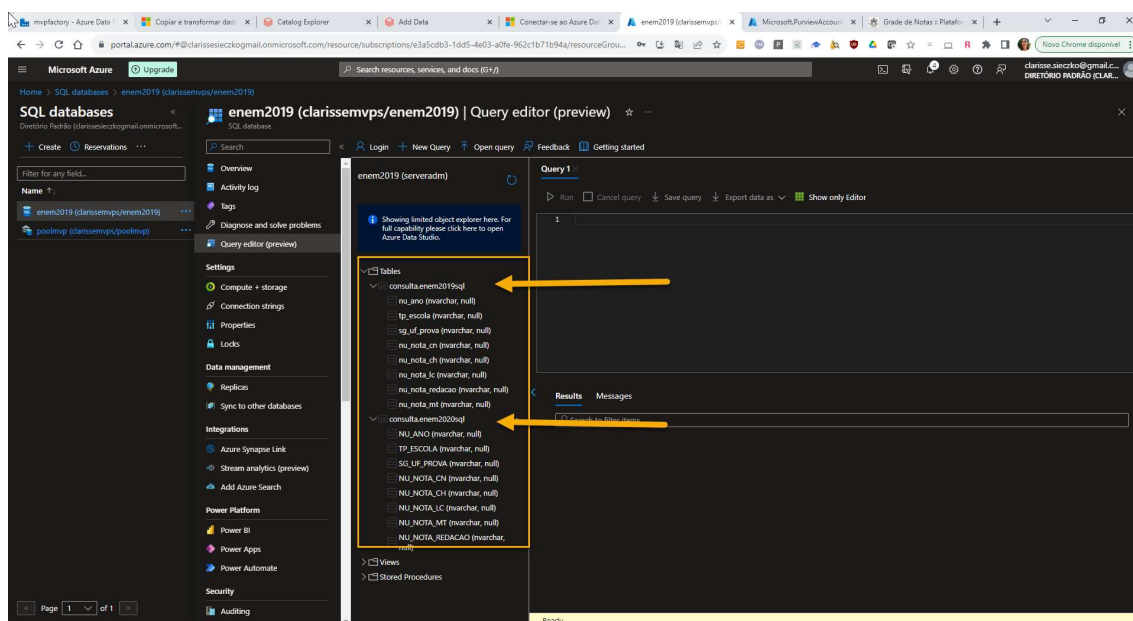 mvpfactory - Azure Data
Copiar e transformar dad
Catalog Explorer
Add Data
Conectar-se ao Azure Dat
enem2019 (clarissemvps/
Microsoft.PurviewAccount
Grade de Notas :: Platafor
portal.azure.com/#@clarissesieczkogmail.onmicrosoft.com/resource/subscriptions/e3a5cdb3-1dd5-4e03-a0fe-962c1b71b94a/resourceGrou...
Novo Chrome disponível
Microsoft Azure
Upgrade
Search resources, services, and docs (G+/)
clarisse.sieczko@gmail.c...
DIRETÓRIO PADRÃO (CLAR...
Home > SQL databases > enem2019 (clarissemvps/enem2019)
SQL databases
Diretório Padrão (clarissesieczkogmail.onmicrosoft...
+ Create
Reservations
...
Filter for any field...
Name ↑
enem2019 (clarissemvps/enem2019)
...
poolmvp (clarissemvps/poolmvp)
...
Page 1 of 1
enem2019 (clarissemvps/enem2019) | Query editor (preview)
SQL database
Search
Overview
Activity log
Tags
Diagnose and solve problems
Query editor (preview)
Settings
Compute + storage
Connection strings
Properties
Locks
Data management
Replicas
Sync to other databases
Integrations
Azure Synapse Link
Stream analytics (preview)
Add Azure Search
Power Platform
Power BI
Power Apps
Power Automate
Security
Auditing
Login
+ New Query
Open query
Feedback
Getting started
enem2019 (serveradm)
Showing limited object explorer here. For
full capability please click here to open
Azure Data Studio.
Tables
consulta.enem2019sql
nu_ano (nvarchar, null)
tp_escola (nvarchar, null)
sg_uf_prova (nvarchar, null)
nu_nota_cn (nvarchar, null)
nu_nota_ch (nvarchar, null)
nu_nota_lc (nvarchar, null)
nu_nota_redacao (nvarchar, null)
nu_nota_mt (nvarchar, null)
consulta.enem2020sql
NU_ANO (nvarchar, null)
TP_ESCOLA (nvarchar, null)
SG_UF_PROVA (nvarchar, null)
NU_NOTA_CN (nvarchar, null)
NU_NOTA_CH (nvarchar, null)
NU_NOTA_LC (nvarchar, null)
NU_NOTA_MT (nvarchar, null)
NU_NOTA_REDACAO (nvarchar,
null)
Views
Stored Procedures
Query 1
Run
Cancel query
Save query
Export data as
Show only Editor
1
Results
Messages
Search to filter items...
Ready